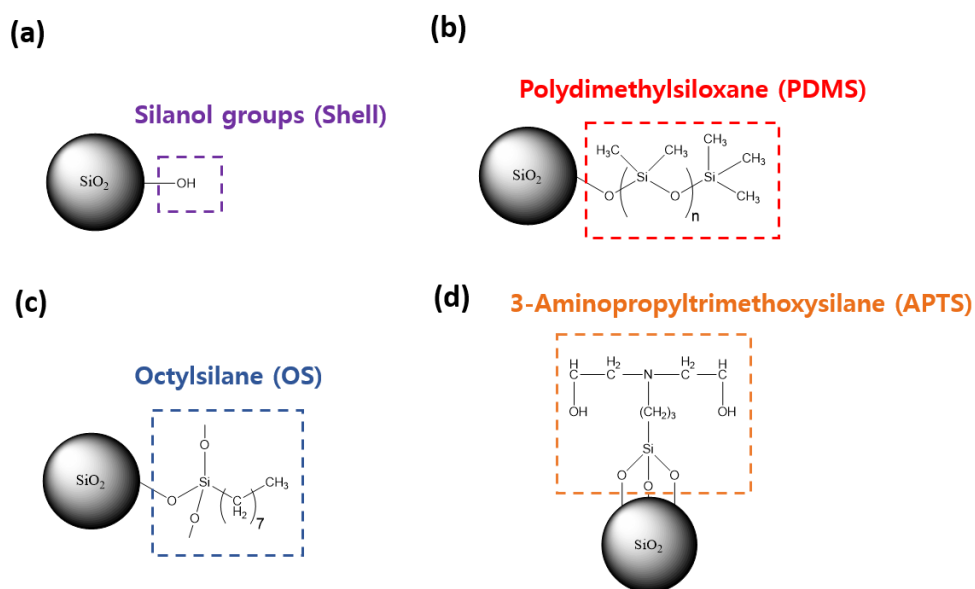 (a)
Silanol groups (Shell)
SiO2
OH
(b)
Polydimethylsiloxane (PDMS)
SiO2
H3C
CH3
CH3
CH3
CH3
Si
Si
O
O
n
(c)
Octylsilane (OS)
SiO2
O
O
Si
O
C
H2
7
CH3
(d)
3-Aminopropyltrimethoxysilane (APTS)
H
C
H2
C
N
H2
C
H
C
OH
OH
(CH2)3
Si
O
O
O
SiO2